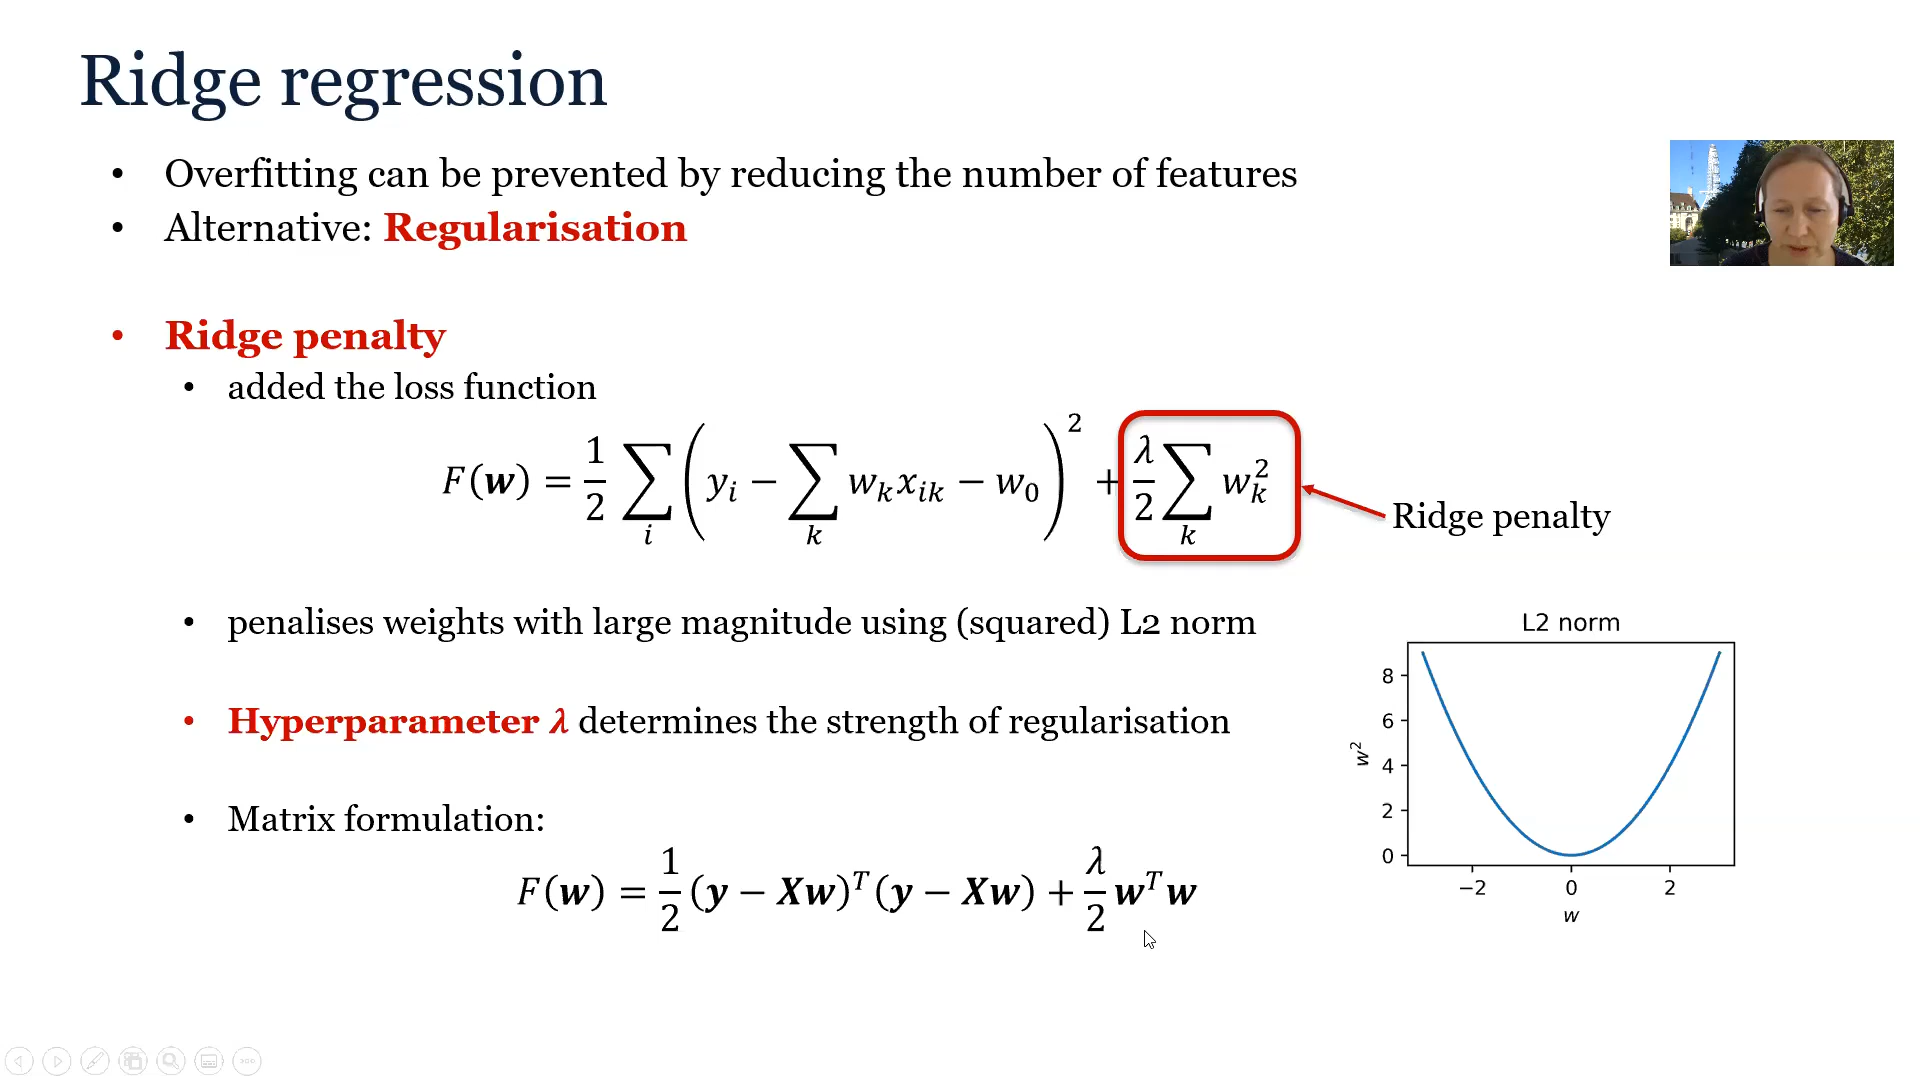 Ridge regression
• Overfitting can be prevented by reducing the number of features
• Alternative: Regularisation
• Ridge penalty
• added the loss function
F(w) = 1/2 ∑_i (y_i − ∑_k w_k x_ik − w_0)^2 + λ/2 ∑_k w_k^2
Ridge penalty
• penalises weights with large magnitude using (squared) L2 norm
• Hyperparameter λ determines the strength of regularisation
• Matrix formulation:
F(w) = 1/2 (y − Xw)^T (y − Xw) + λ/2 w^T w
L2 norm
8
6
4
2
0
w^2
−2 0 2
w